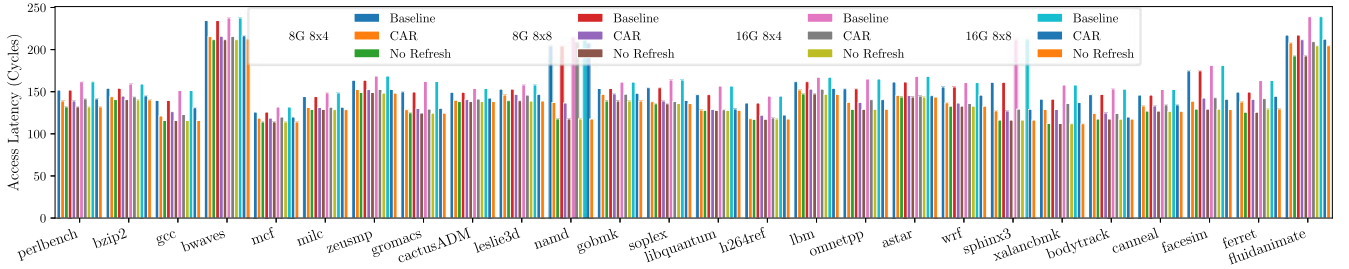 Access Latency (Cycles)
250
200
150
100
50
0
8G 8x4
Baseline
CAR
No Refresh
8G 8x8
Baseline
CAR
No Refresh
16G 8x4
Baseline
CAR
No Refresh
16G 8x8
Baseline
CAR
No Refresh
perlbench
bzip2
gcc
bwaves
mcf
milc
zeusmp
gromacs
cactusADM
leslie3d
namd
gobmk
soplex
libquantum
h264ref
lbm
omnetpp
astar
wrf
sphinx3
xalancbmk
bodytrack
canneal
facesim
ferret
fluidanimate